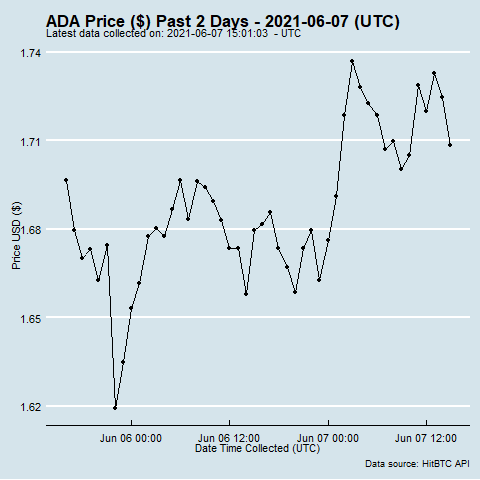 ADA Price ($) Past 2 Days - 2021-06-07 (UTC)
Latest data collected on: 2021-06-07 15:01:03 - UTC
1.74
1.71
1.68
1.65
1.62
Price USD ($)
Jun 06 00:00 Jun 06 12:00 Jun 07 00:00 Jun 07 12:00
Date Time Collected (UTC)
Data source: HitBTC API